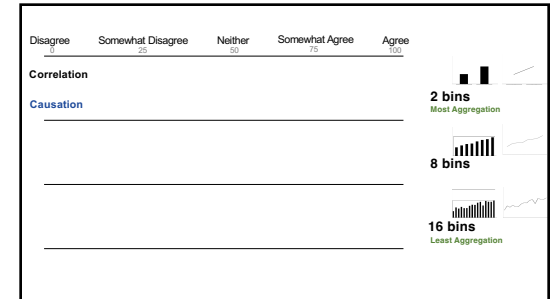 Disagree Somewhat Disagree Neither Somewhat Agree Agree
0 25 50 75 100
Correlation
Causation
2 bins
Most Aggregation
8 bins
16 bins
Least Aggregation